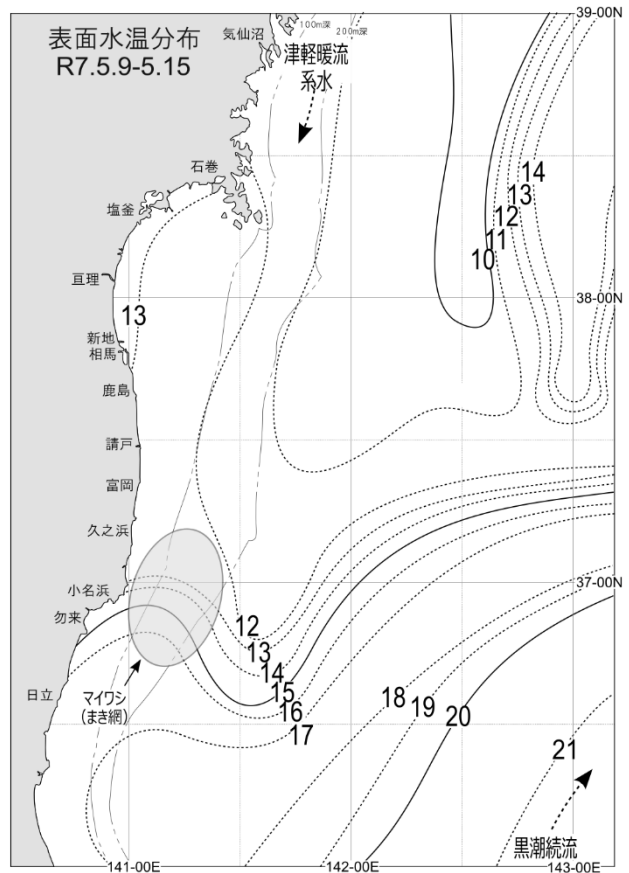 表面水温分布
R7.5.9-5.15
気仙沼
100m深
200m深
39-00N
津軽暖流
系水
石巻
塩釜
14
13
12
11
10
亘理
38-00N
13
新地
相馬
鹿島
請戸
富岡
久之浜
37-00N
小名浜
勿来
12
13
14
15
16
17
日立
マイワシ
(まき網)
18
19
20
21
黒潮続流
141-00E
142-00E
143-00E